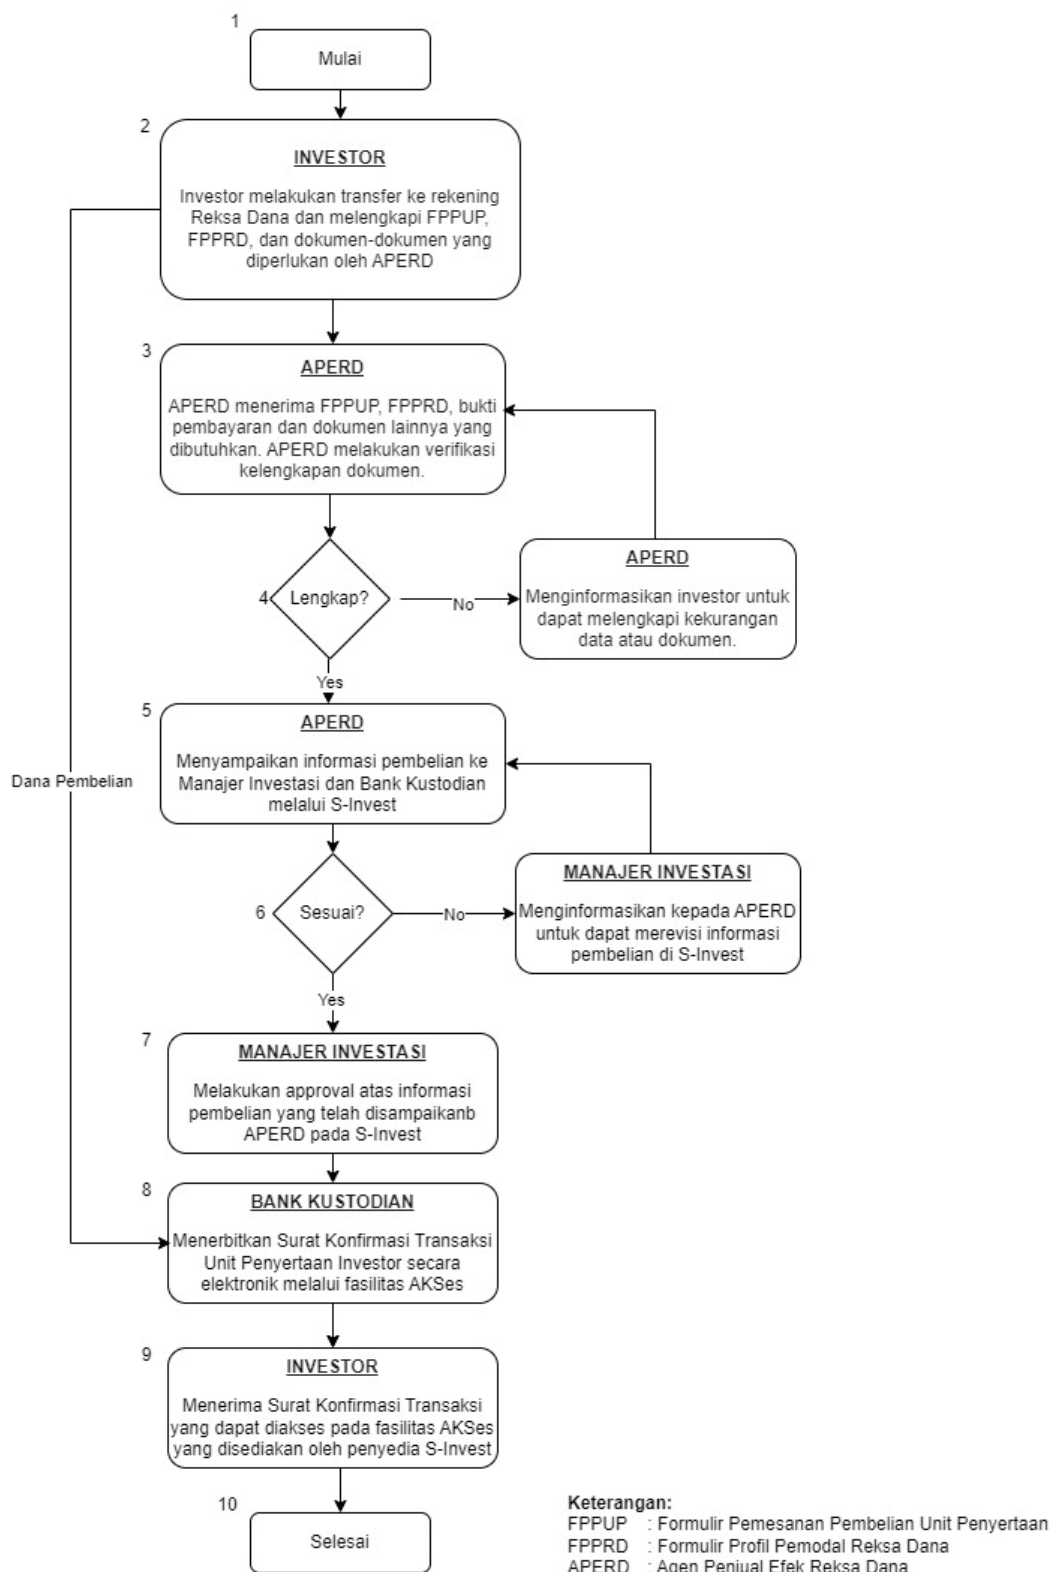 1
Mulai
2
INVESTOR
Investor melakukan transfer ke rekening
Reksa Dana dan melengkapi FPPUP,
FPPRD, dan dokumen-dokumen yang
diperlukan oleh APERD
3
APERD
APERD menerima FPPUP, FPPRD, bukti
pembayaran dan dokumen lainnya yang
dibutuhkan. APERD melakukan verifikasi
kelengkapan dokumen.
4
Lengkap?
No
APERD
Menginformasikan investor untuk
dapat melengkapi kekurangan
data atau dokumen.
Yes
5
APERD
Menyampaikan informasi pembelian ke
Manajer Investasi dan Bank Kustodian
melalui S-Invest
Dana Pembelian
6
Sesuai?
No
MANAJER INVESTASI
Menginformasikan kepada APERD
untuk dapat merevisi informasi
pembelian di S-Invest
Yes
7
MANAJER INVESTASI
Melakukan approval atas informasi
pembelian yang telah disampaikanb
APERD pada S-Invest
8
BANK KUSTODIAN
Menerbitkan Surat Konfirmasi Transaksi
Unit Penyertaan Investor secara
elektronik melalui fasilitas AKSes
9
INVESTOR
Menerima Surat Konfirmasi Transaksi
yang dapat diakses pada fasilitas AKSes
yang disediakan oleh penyedia S-Invest
10
Selesai
Keterangan:
FPPUP : Formulir Pemesanan Pembelian Unit Penyertaan
FPPRD : Formulir Profil Pemodal Reksa Dana
APERD : Agen Penjual Efek Reksa Dana